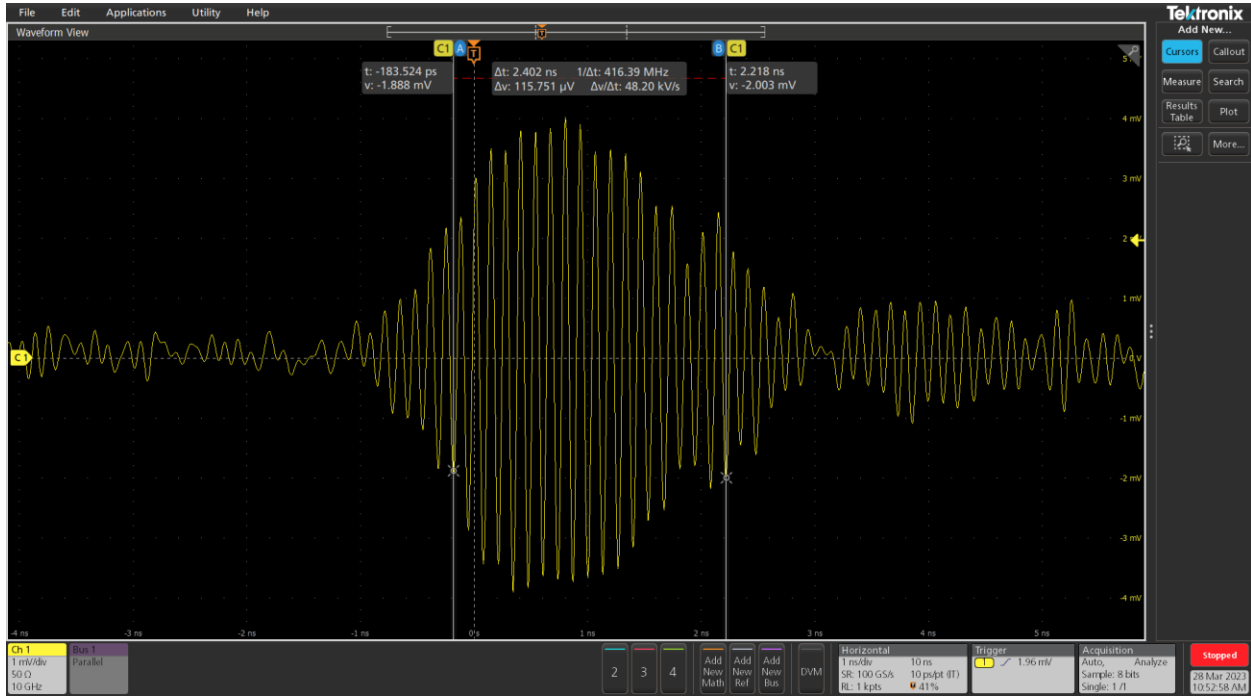 File Edit Applications Utility Help
Tektronix
Waveform View
Add New...
T
C1 A T B C1
Cursors Callout
t: -183.524 ps
v: -1.888 mV
Δt: 2.402 ns 1/Δt: 416.39 MHz
Δv: 115.751 µV Δv/Δt: 48.20 kV/s
t: 2.218 ns
v: -2.003 mV
Measure Search
Results
Table
Plot
More...
4 mV
3 mV
1 mV
C1
-1 mV
-2 mV
-3 mV
-4 mV
-4 ns -3 ns -2 ns -1 ns 0 s 1 ns 2 ns 3 ns 4 ns 5 ns
Ch 1
1 mV/div
50 Ω
10 GHz
Bus 1
Parallel
2 3 4
Add
New
Math
Add
New
Ref
Add
New
Bus
DVM
Horizontal
1 ns/div 10 ns
SR: 100 GS/s 10 ps/pt (IT)
RL: 1 kpts 41%
Trigger
1 1.96 mV
Acquisition
Auto, Analyze
Sample: 8 bits
Single: 1 /1
Stopped
28 Mar 2023
10:52:58 AM